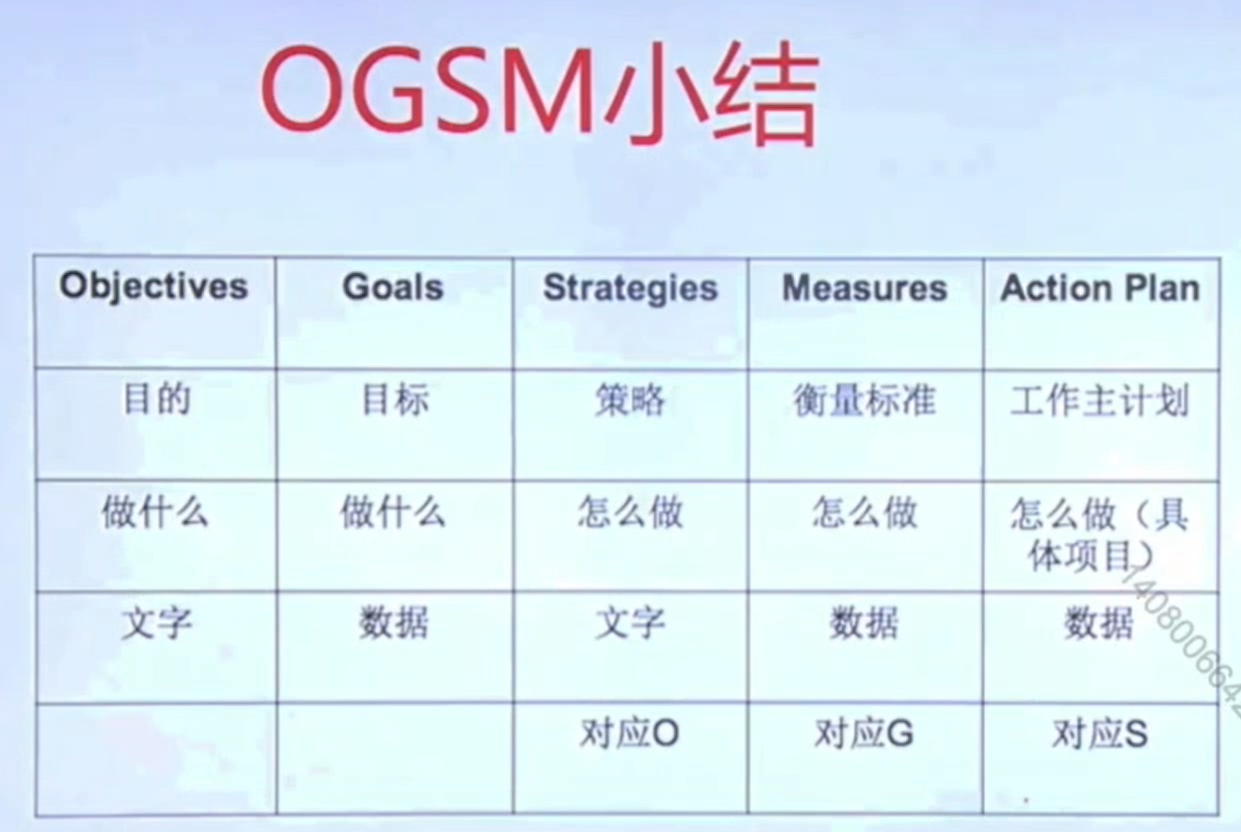 OGSM小结
Objectives Goals Strategies Measures Action Plan
目的 目标 策略 衡量标准 工作主计划
做什么 做什么 怎么做 怎么做 怎么做（具
体项目）
文字 数据 文字 数据 数据
对应O 对应G 对应S